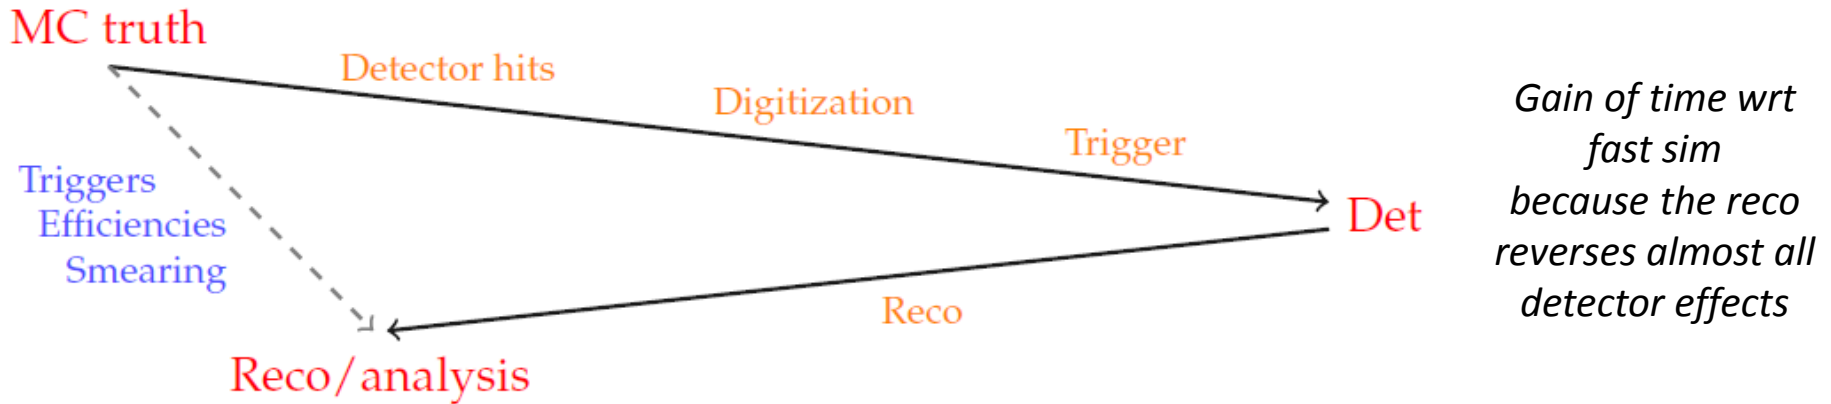 MC truth
Detector hits
Digitization
Trigger
Det
Triggers
Efficiencies
Smearing
Reco
Reco/analysis
Gain of time wrt
fast sim
because the reco
reverses almost all
detector effects